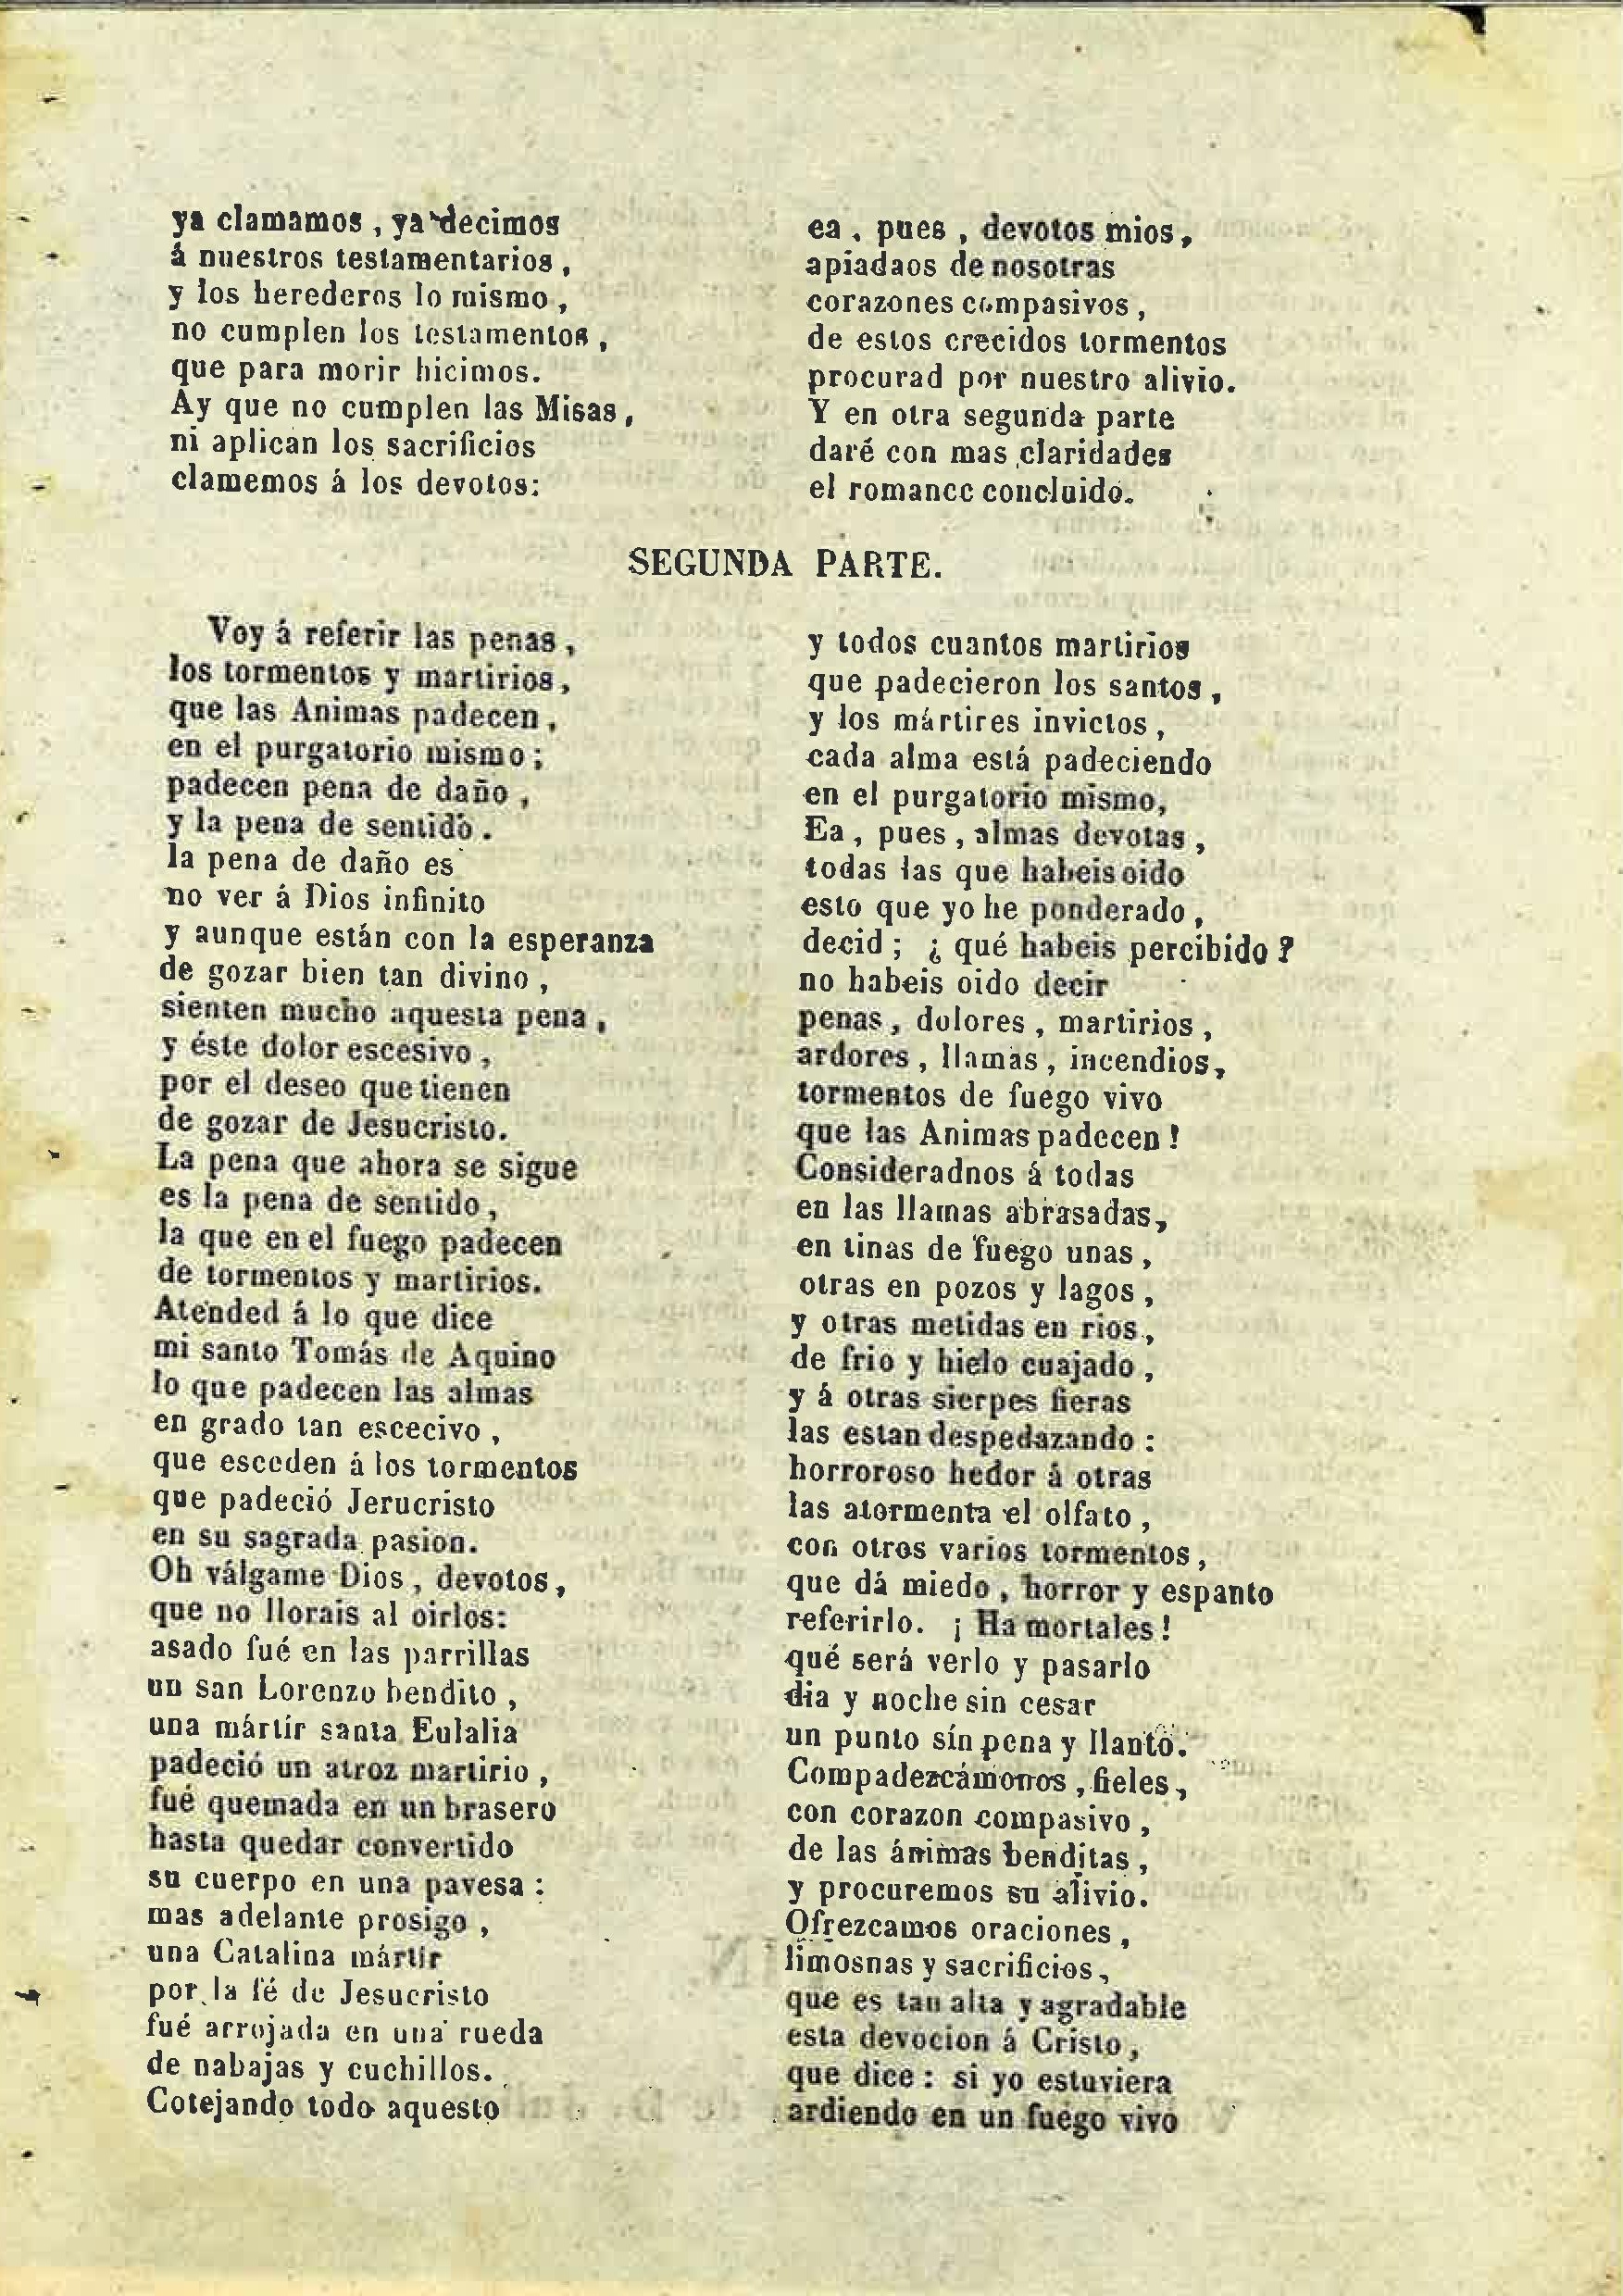 ya clamamos, ya decimos
á nuestros testamentarios,
y los herederos lo mismo,
no cumplen los testamentos,
que para morir hicimos.
Ay que no cumplen las Misas,
ni aplican los sacrificios
clamemos á los devotos:
ea, pues, devotos mios,
apiadaos de nosotras
corazones compasivos,
de estos crecidos tormentos
procurad por nuestro alivio.
Y en otra segunda parte
daré con mas claridades
el romance concluido.
SEGUNDA PARTE.
Voy á referir las penas,
los tormentos y martirios,
que las Animas padecen,
en el purgatorio mismo;
padecen pena de daño,
y la pena de sentido.
la pena de daño es
no ver á Dios infinito
y aunque están con la esperanza
de gozar bien tan divino,
sienten mucho aquesta pena,
y éste dolor escesivo,
por el deseo que tienen
de gozar de Jesucristo.
La pena que ahora se sigue
es la pena de sentido,
la que en el fuego padecen
de tormentos y martirios.
Atended á lo que dice
mi santo Tomás de Aquino
lo que padecen las almas
en grado tan escecivo,
que esceden á los tormentos
que padeció Jerucristo
en su sagrada pasion.
Oh válgame Dios, devotos,
que no llorais al oirlos:
asado fué en las parrillas
un san Lorenzo bendito,
una mártir santa Eulalia
padeció un atroz martirio,
fué quemada en un brasero
hasta quedar convertido
su cuerpo en una pavesa:
mas adelante prosigo,
una Catalina mártir
por la fé de Jesucristo
fué arrojada en una rueda
de nabajas y cuchillos.
Cotejando todo aquesto
y todos cuantos martirios
que padecieron los santos,
y los mártires invictos,
cada alma está padeciendo
en el purgatorio mismo,
Ea, pues, almas devotas,
todas las que habeis oido
esto que yo he ponderado,
decid; ¿qué habeis percibido?
no habeis oido decir
penas, dolores, martirios,
ardores, llamas, incendios,
tormentos de fuego vivo
que las Animas padecen!
Consideradnos á todas
en las llamas abrasadas,
en tinas de fuego unas,
otras en pozos y lagos,
y otras metidas en rios,
de frio y hielo cuajado,
y á otras sierpes fieras
las estan despedazando:
horroroso hedor á otras
las atormenta el olfato,
con otros varios tormentos,
que dá miedo, horror y espanto
referirlo. ¡Ha mortales!
qué será verlo y pasarlo
dia y noche sin cesar
un punto sín pena y llanto.
Compadezcámonos, fieles,
con corazon compasivo,
de las ánimas benditas,
y procuremos su alivio.
Ofrezcamos oraciones,
limosnas y sacrificios,
que es tan alta y agradable
esta devocion á Cristo,
que dice: si yo estuviera
ardiendo en un fuego vivo